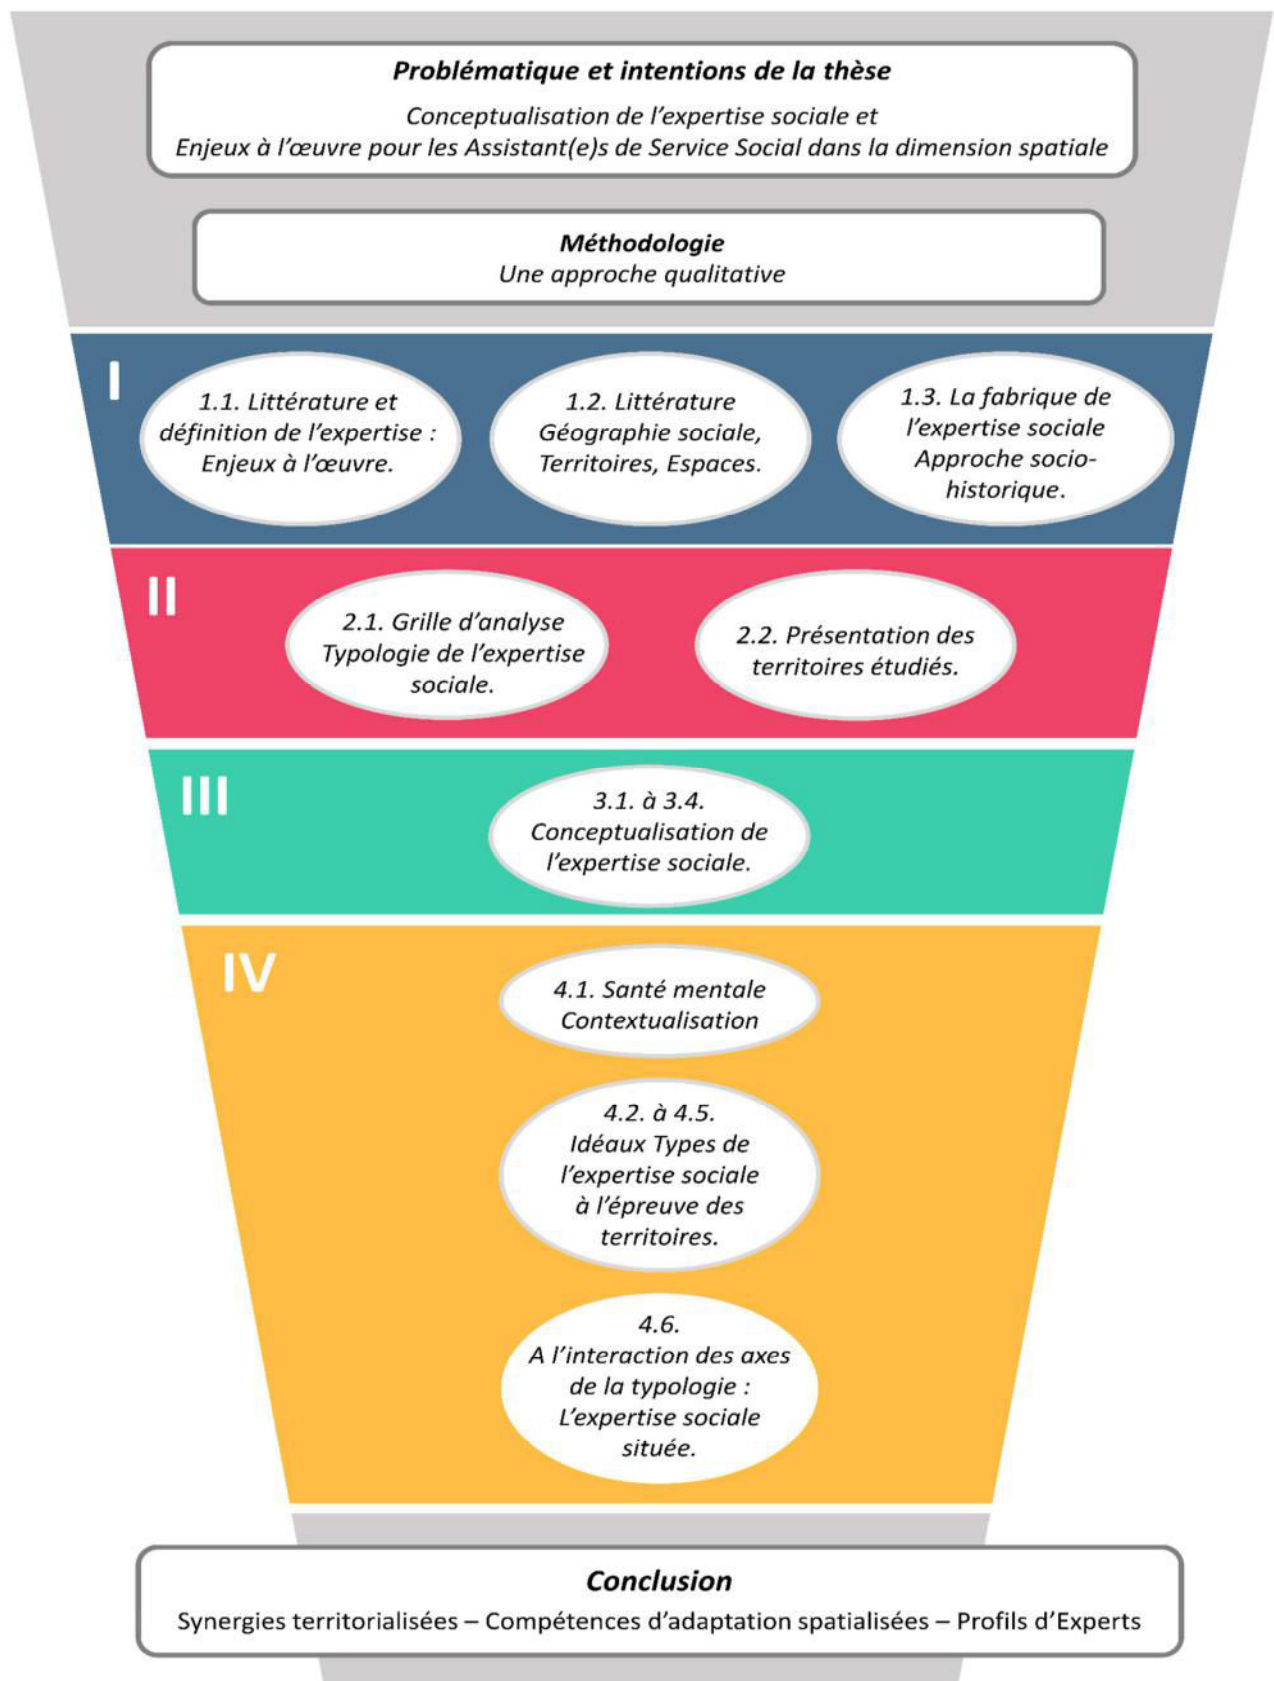 Problématique et intentions de la thèse
Conceptualisation de l’expertise sociale et
Enjeux à l’œuvre pour les Assistant(e)s de Service Social dans la dimension spatiale
Méthodologie
Une approche qualitative
I
1.1. Littérature et
définition de l’expertise :
Enjeux à l’œuvre.
1.2. Littérature
Géographie sociale,
Territoires, Espaces.
1.3. La fabrique de
l’expertise sociale
Approche socio-
historique.
II
2.1. Grille d’analyse
Typologie de l’expertise
sociale.
2.2. Présentation des
territoires étudiés.
III
3.1. à 3.4.
Conceptualisation de
l’expertise sociale.
IV
4.1. Santé mentale
Contextualisation
4.2. à 4.5.
Idéaux Types de
l’expertise sociale
à l’épreuve des
territoires.
4.6.
A l’interaction des axes
de la typologie :
L’expertise sociale
située.
Conclusion
Synergies territorialisées – Compétences d’adaptation spatialisées – Profils d’Experts